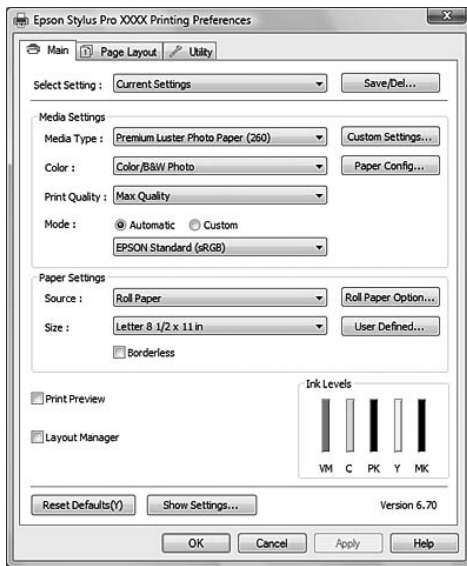 Epson Stylus Pro XXXX Printing Preferences
Main Page Layout Utility
Select Setting : Current Settings Save/Del...
Media Settings
Media Type : Premium Luster Photo Paper (260) Custom Settings...
Color : Color/B&W Photo Paper Config...
Print Quality : Max Quality
Mode : Automatic Custom
EPSON Standard (sRGB)
Paper Settings
Source : Roll Paper Roll Paper Option...
Size : Letter 8 1/2 x 11 in User Defined...
Borderless
Print Preview
Layout Manager
Ink Levels
VM C PK Y MK
Reset Defaults(Y) Show Settings... Version 6.70
OK Cancel Apply Help